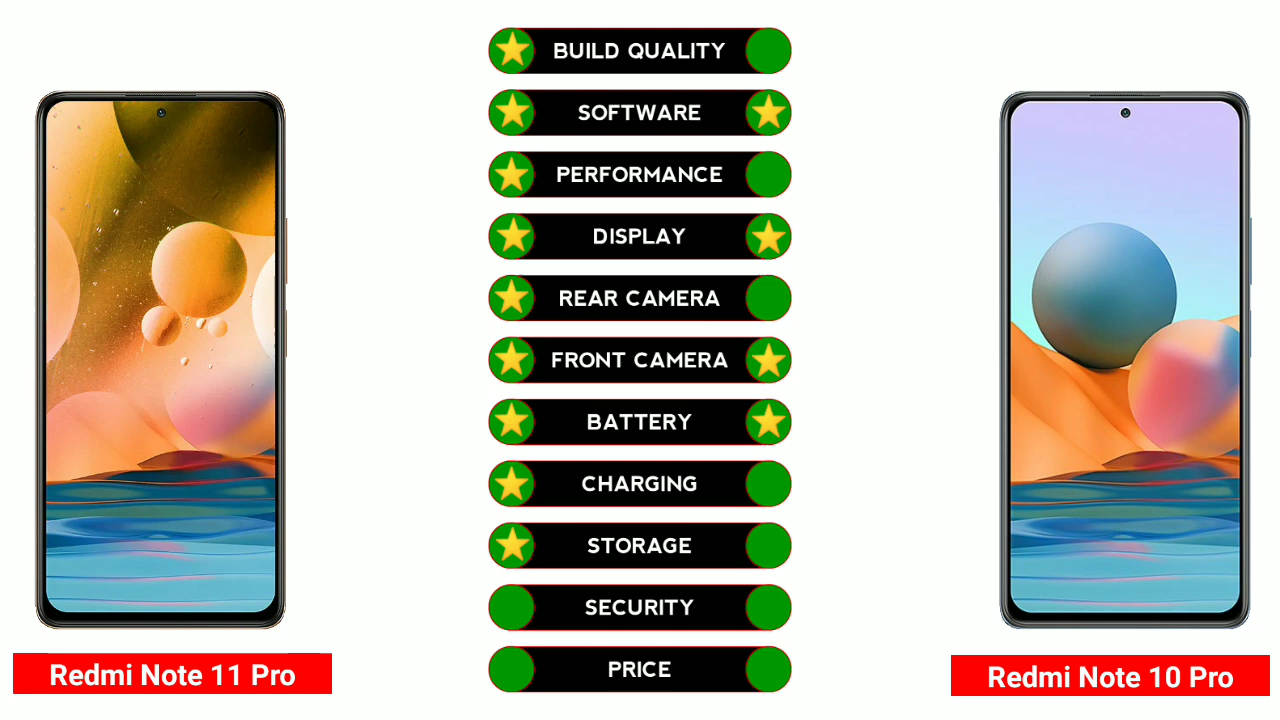 BUILD QUALITY
SOFTWARE
PERFORMANCE
DISPLAY
REAR CAMERA
FRONT CAMERA
BATTERY
CHARGING
STORAGE
SECURITY
PRICE
Redmi Note 11 Pro
Redmi Note 10 Pro